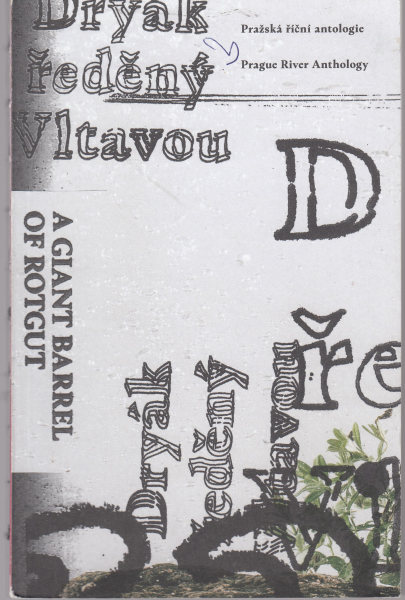 Dryák
ředěný
Vltavou
Pražská říční antologie
Prague River Anthology
A GIANT BARREL
OF ROTGUT
D
ře
Dryák
ředěný
Vltavou